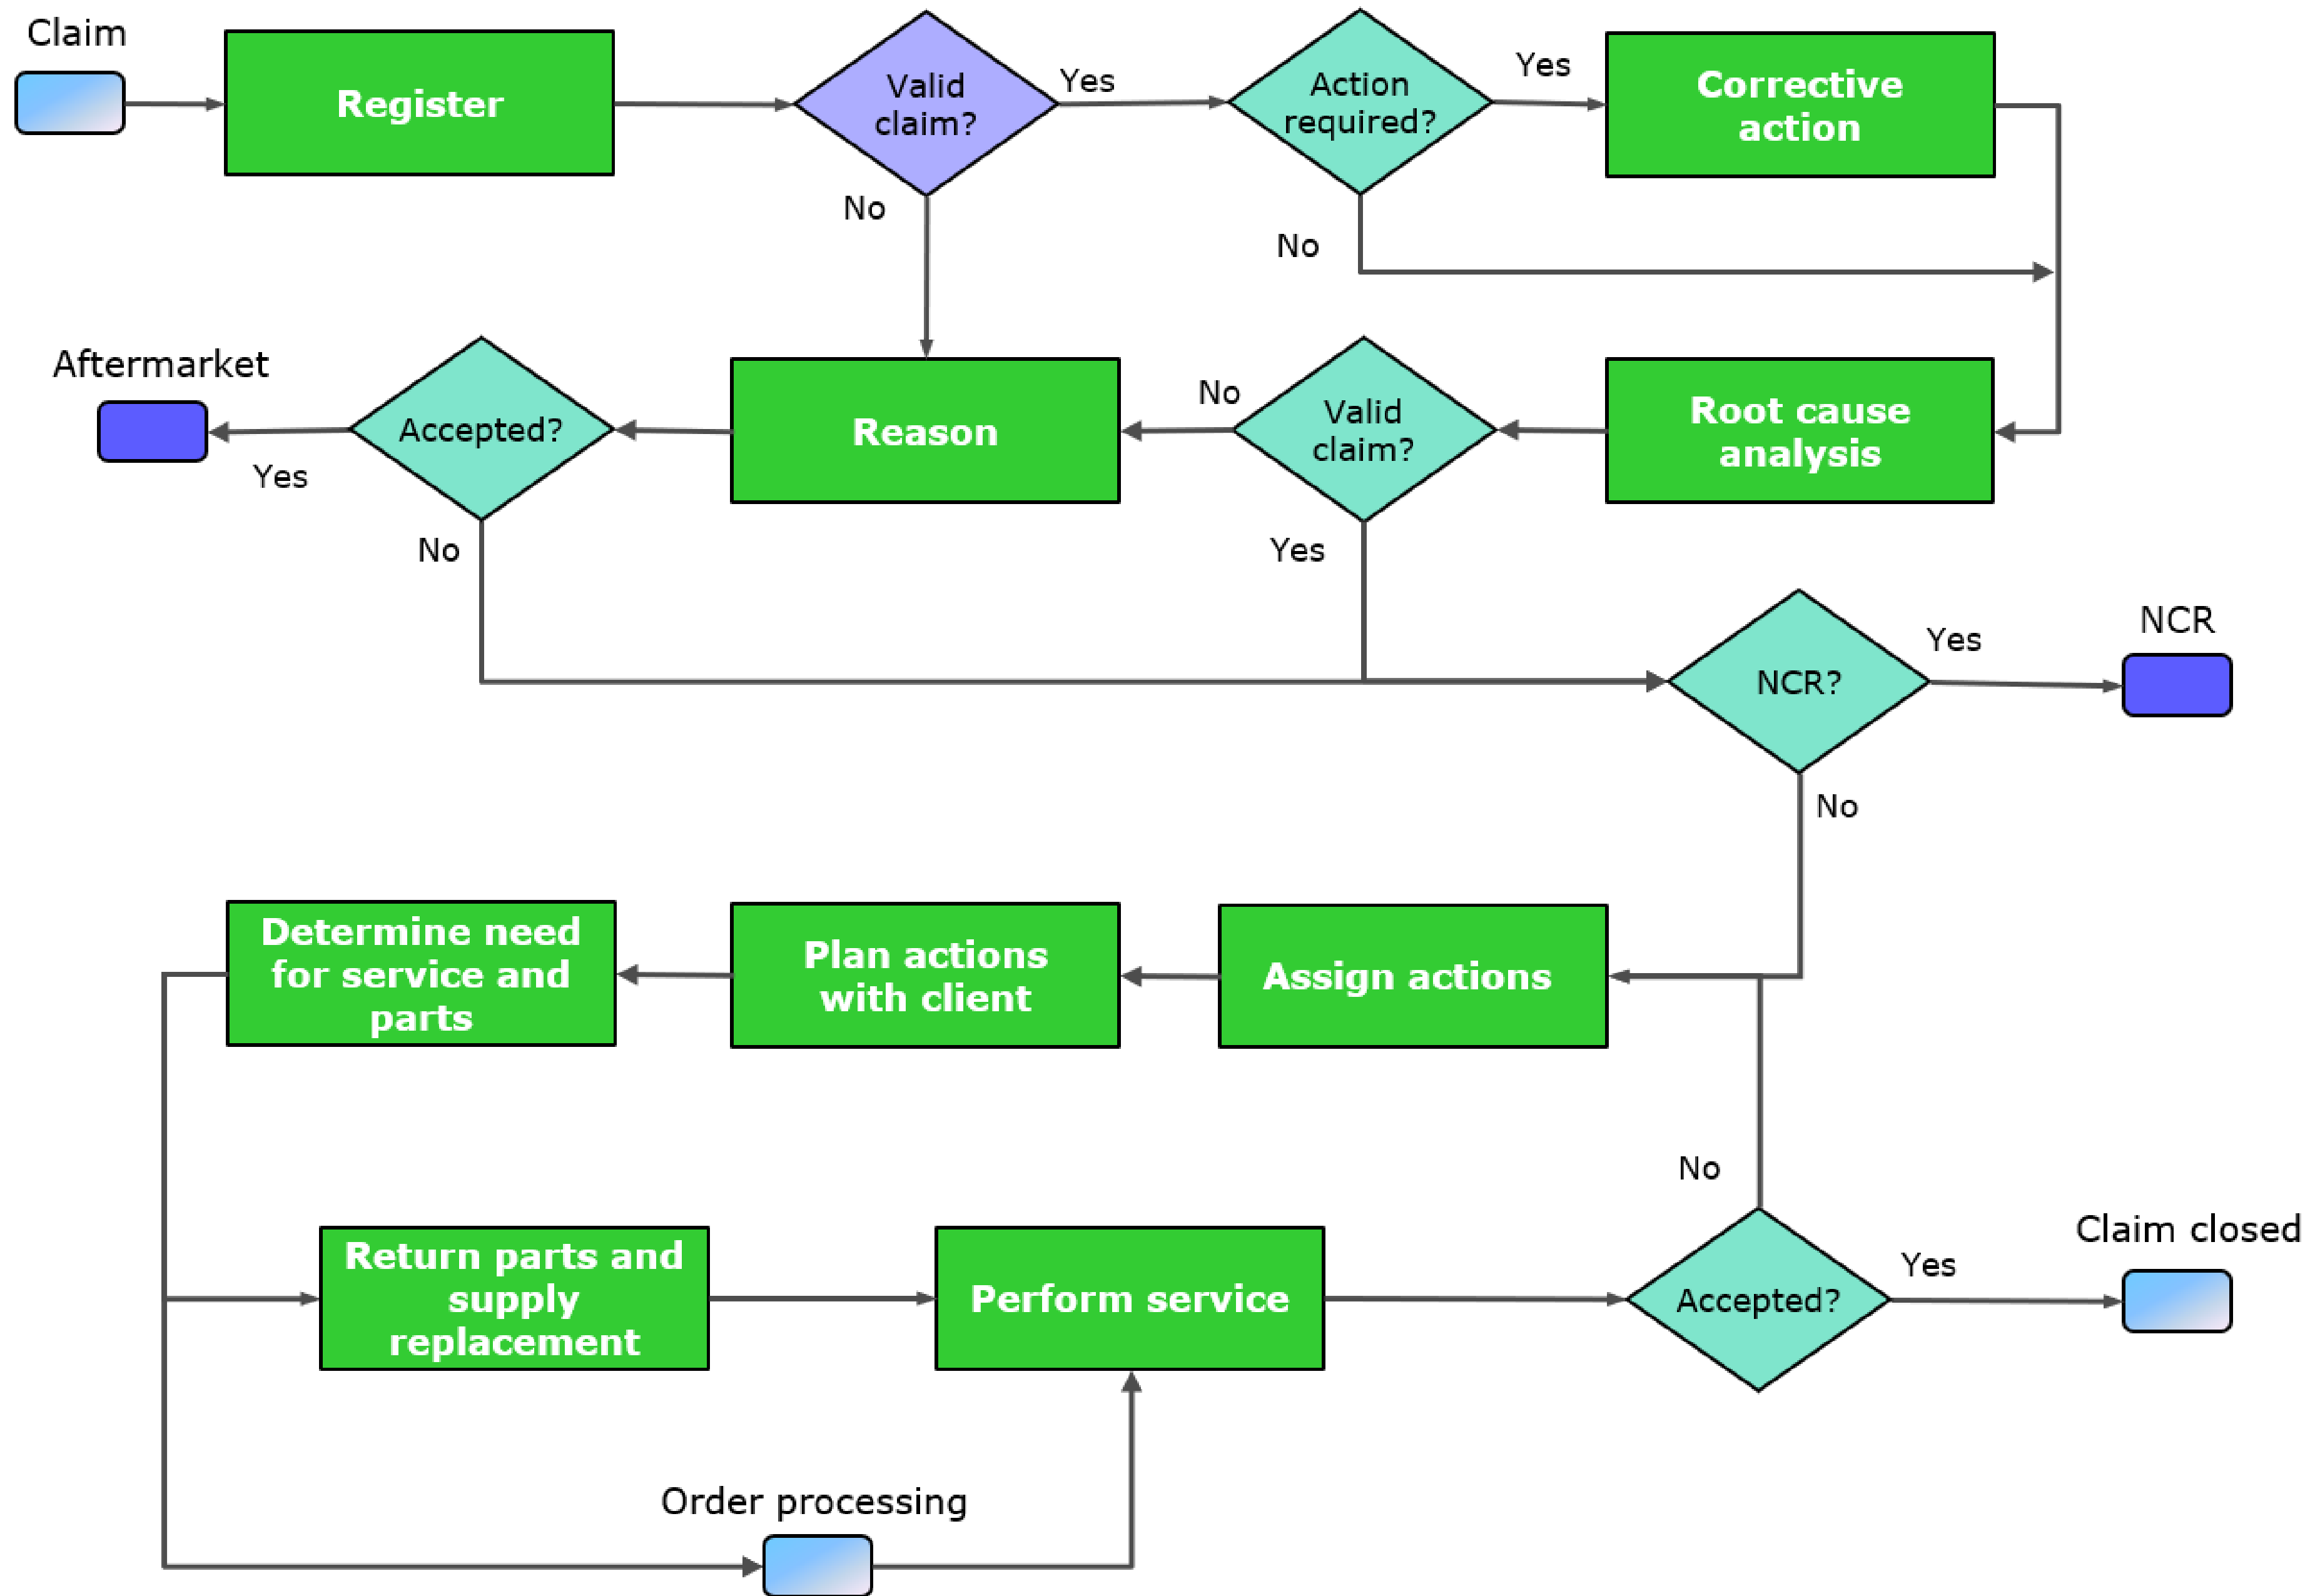 Claim
Register
Valid
claim?
Yes
Action
required?
Yes
Corrective
action
No
No
Aftermarket
Yes
Accepted?
No
Reason
No
Valid
claim?
Yes
Root cause
analysis
NCR?
Yes
NCR
No
Determine need
for service and
parts
Plan actions
with client
Assign actions
Return parts and
supply
replacement
Perform service
No
Accepted?
Yes
Claim closed
Order processing